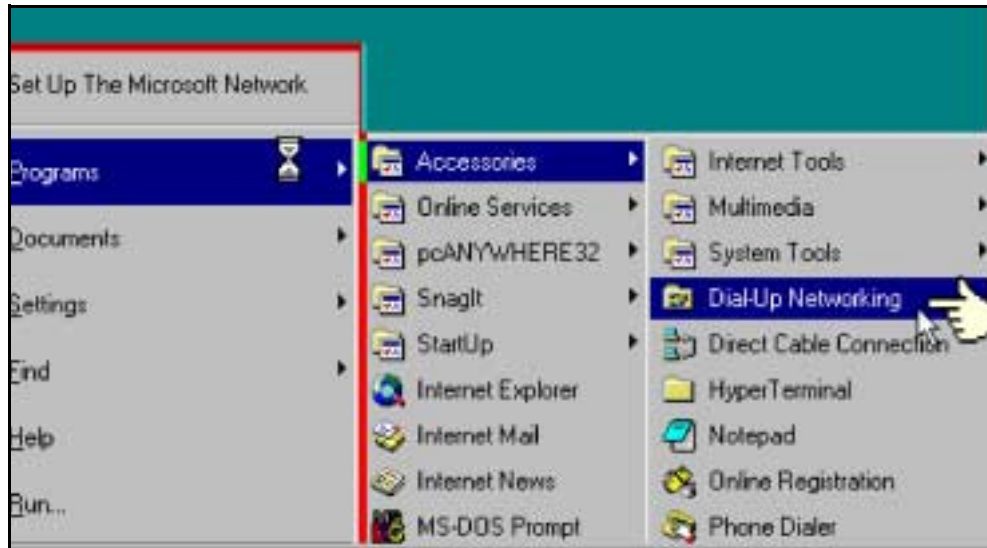 Set Up The Microsoft Network
Programs
Documents
Settings
Find
Help
Run...
Accessories
Online Services
pcANYWHERE32
SnagIt
StartUp
Internet Explorer
Internet Mail
Internet News
MS-DOS Prompt
Internet Tools
Multimedia
System Tools
Dial-Up Networking
Direct Cable Connection
HyperTerminal
Notepad
Online Registration
Phone Dialer